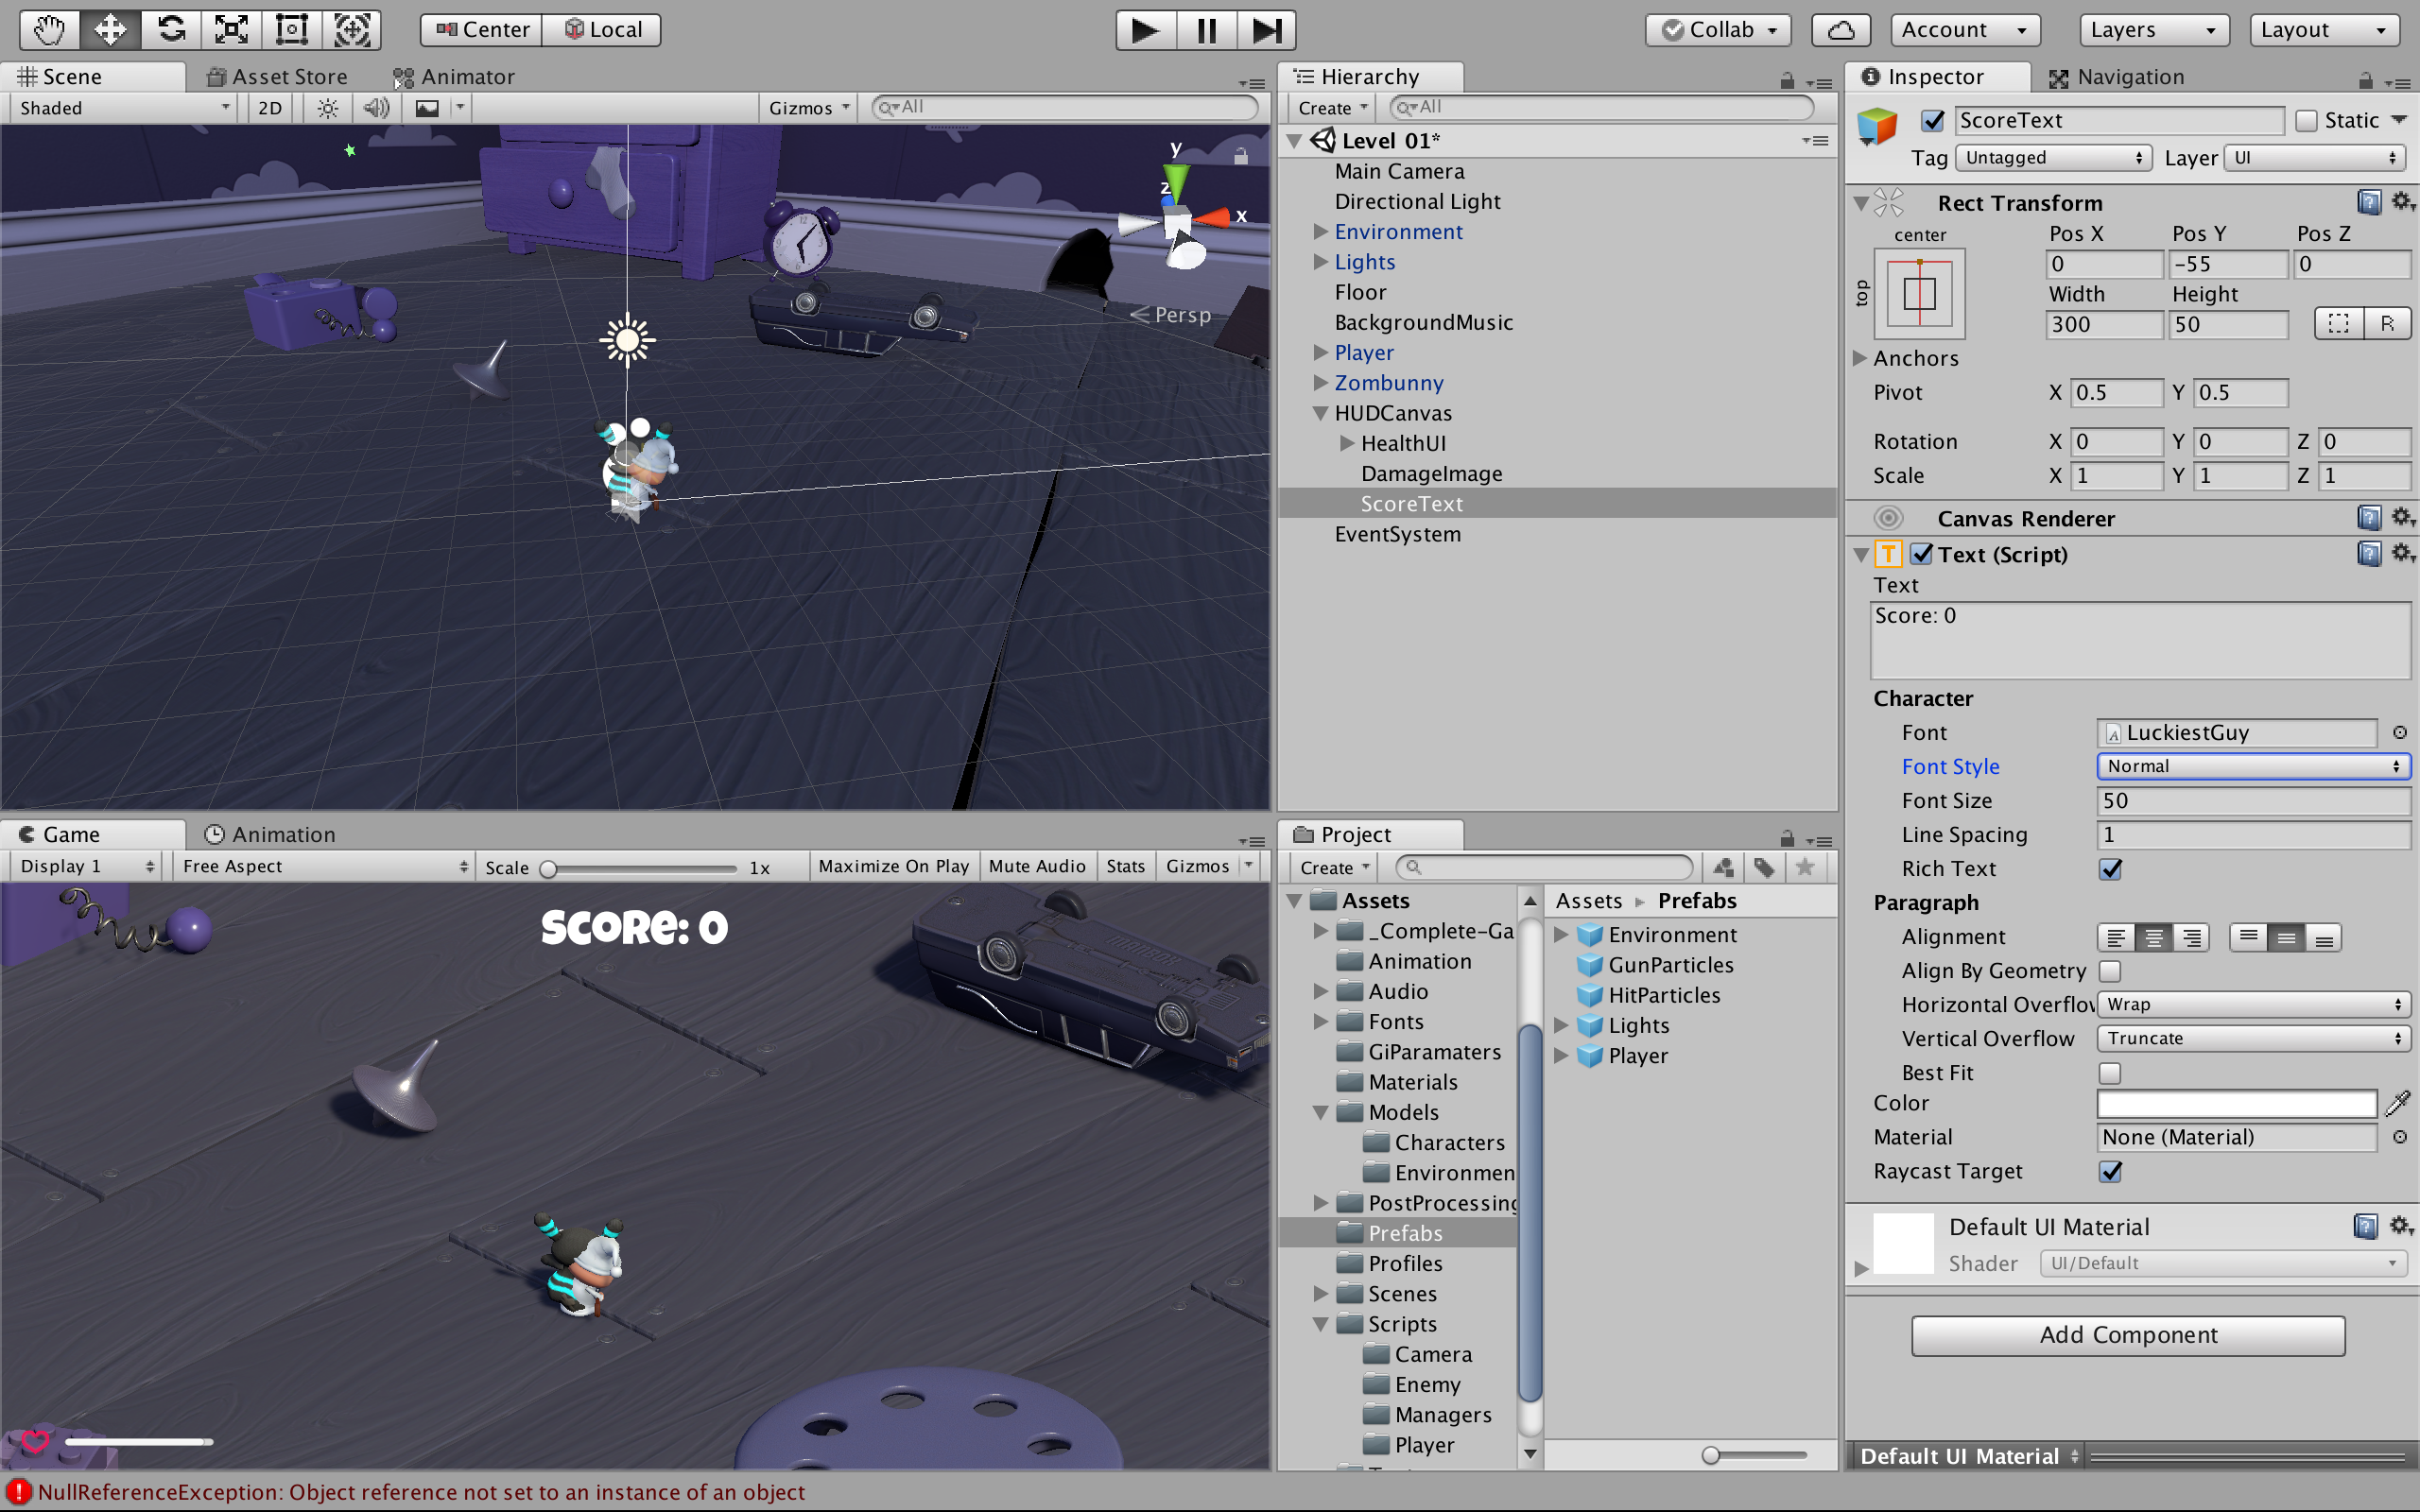 Center
Local
Collab
Account
Layers
Layout
Scene
Asset Store
Animator
Shaded
2D
Gizmos
All
y
z
x
Persp
Hierarchy
Create
All
Level 01*
Main Camera
Directional Light
Environment
Lights
Floor
BackgroundMusic
Player
Zombunny
HUDCanvas
HealthUI
DamageImage
ScoreText
EventSystem
Inspector
Navigation
ScoreText
Static
Tag
Untagged
Layer
UI
Rect Transform
center
top
Pos X
Pos Y
Pos Z
0
-55
0
Width
Height
300
50
R
Anchors
Pivot
X 0.5
Y 0.5
Rotation
X 0
Y 0
Z 0
Scale
X 1
Y 1
Z 1
Canvas Renderer
Text (Script)
Text
Score: 0
Character
Font
LuckiestGuy
Font Style
Normal
Font Size
50
Line Spacing
1
Rich Text
Paragraph
Alignment
Align By Geometry
Horizontal Overflow
Wrap
Vertical Overflow
Truncate
Best Fit
Color
Material
None (Material)
Raycast Target
Default UI Material
Shader
UI/Default
Add Component
Default UI Material
Game
Animation
Display 1
Free Aspect
Scale
1x
Maximize On Play
Mute Audio
Stats
Gizmos
SCORE: 0
Project
Create
Assets
_Complete-Ga
Animation
Audio
Fonts
GiParamaters
Materials
Models
Characters
Environmen
PostProcessing
Prefabs
Profiles
Scenes
Scripts
Camera
Enemy
Managers
Player
Assets
Prefabs
Environment
GunParticles
HitParticles
Lights
Player
NullReferenceException: Object reference not set to an instance of an object